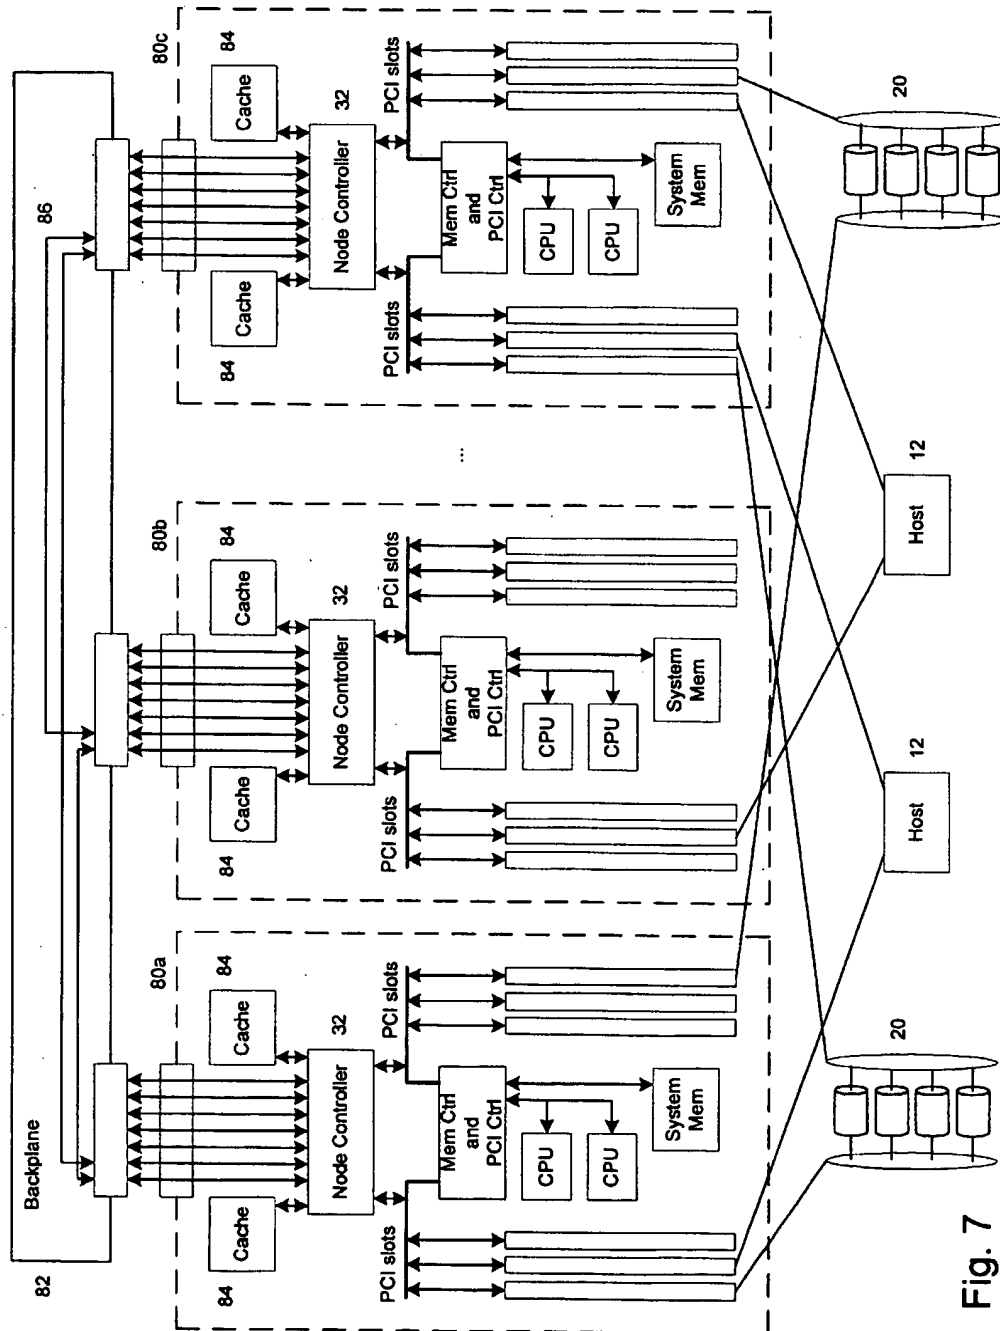 82
Backplane
86
80a
80b
80c
84
Cache
Cache
84
84
Cache
Cache
84
84
Cache
Cache
84
Node Controller
32
Node Controller
32
Node Controller
32
PCI slots
PCI slots
PCI slots
PCI slots
PCI slots
PCI slots
Mem Ctrl
and
PCI Ctrl
Mem Ctrl
and
PCI Ctrl
Mem Ctrl
and
PCI Ctrl
...
CPU
CPU
System
Mem
CPU
CPU
System
Mem
CPU
CPU
System
Mem
20
Host
12
Host
12
20
Fig. 7